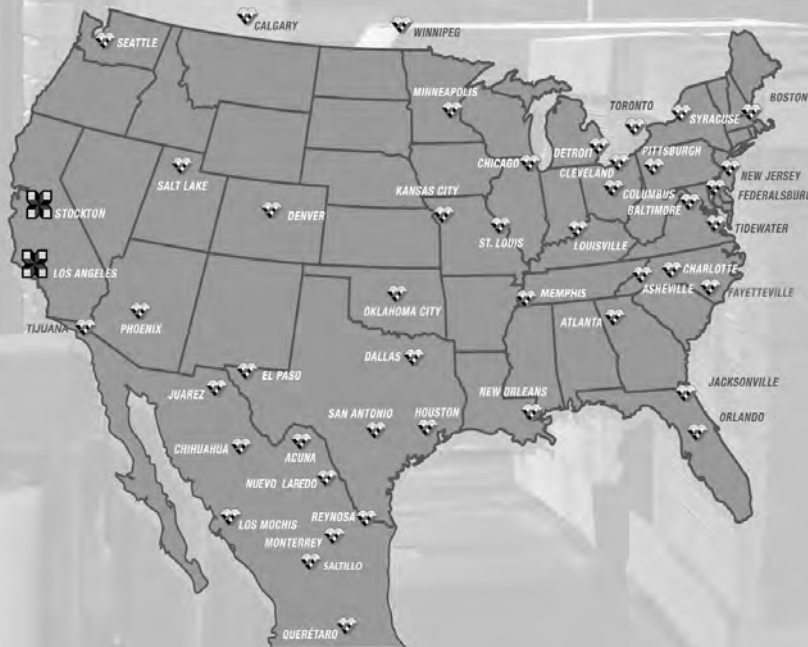 CALGARY
WINNIPEG
SEATTLE
MINNEAPOLIS
TORONTO
BOSTON
SYRACUSE
DETROIT
PITTSBURGH
CHICAGO
CLEVELAND
SALT LAKE
NEW JERSEY
KANSAS CITY
COLUMBUS
FEDERALSBURG
BALTIMORE
STOCKTON
DENVER
ST. LOUIS
LOUISVILLE
TIDEWATER
LOS ANGELES
CHARLOTTE
ASHEVILLE
OKLAHOMA CITY
MEMPHIS
FAYETTEVILLE
TIJUANA
PHOENIX
ATLANTA
DALLAS
EL PASO
JUAREZ
NEW ORLEANS
JACKSONVILLE
SAN ANTONIO
HOUSTON
ORLANDO
CHIHUAHUA
ACUNA
NUEVO LAREDO
LOS MOCHIS
REYNOSA
MONTERREY
SALTILLO
QUERÉTARO